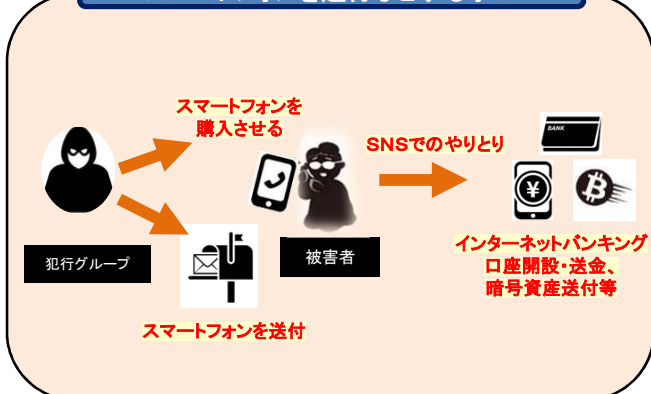 スマートフォンを
購入させる
SNSでのやりとり
BANK
犯行グループ
被害者
インターネットバンキング
口座開設・送金、
暗号資産送付等
スマートフォンを送付